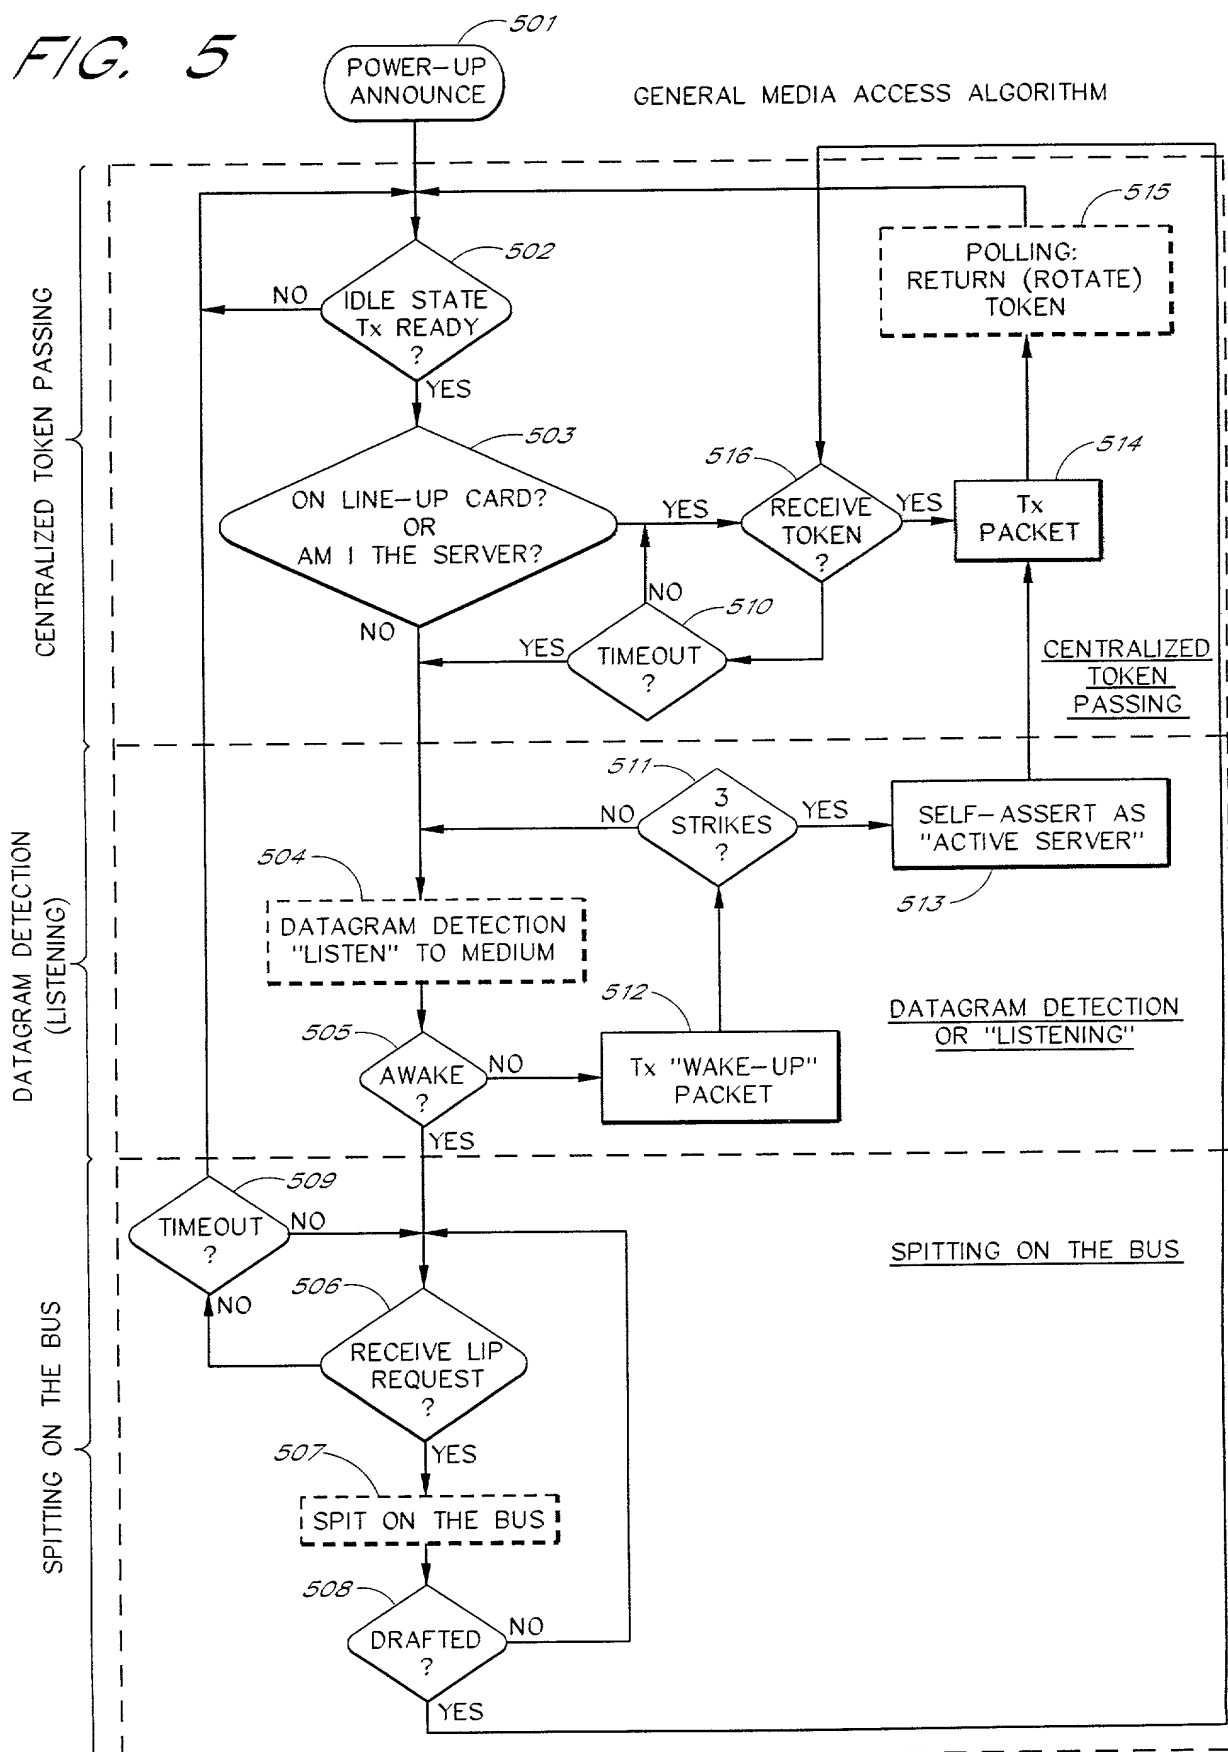 FIG. 5
501
POWER-UP
ANNOUNCE
GENERAL MEDIA ACCESS ALGORITHM
CENTRALIZED TOKEN PASSING
502
IDLE STATE
Tx READY
?
NO
YES
515
POLLING:
RETURN (ROTATE)
TOKEN
503
ON LINE-UP CARD?
OR
AM I THE SERVER?
YES
NO
516
RECEIVE
TOKEN
?
YES
514
Tx
PACKET
510
TIMEOUT
?
NO
YES
CENTRALIZED
TOKEN
PASSING
DATAGRAM DETECTION
(LISTENING)
511
3
STRIKES
?
NO
YES
SELF-ASSERT AS
"ACTIVE SERVER"
513
504
DATAGRAM DETECTION
"LISTEN" TO MEDIUM
505
AWAKE
?
NO
YES
512
Tx "WAKE-UP"
PACKET
DATAGRAM DETECTION
OR "LISTENING"
SPITTING ON THE BUS
509
TIMEOUT
?
NO
NO
SPITTING ON THE BUS
506
RECEIVE LIP
REQUEST
?
YES
507
SPIT ON THE BUS
508
DRAFTED
?
NO
YES